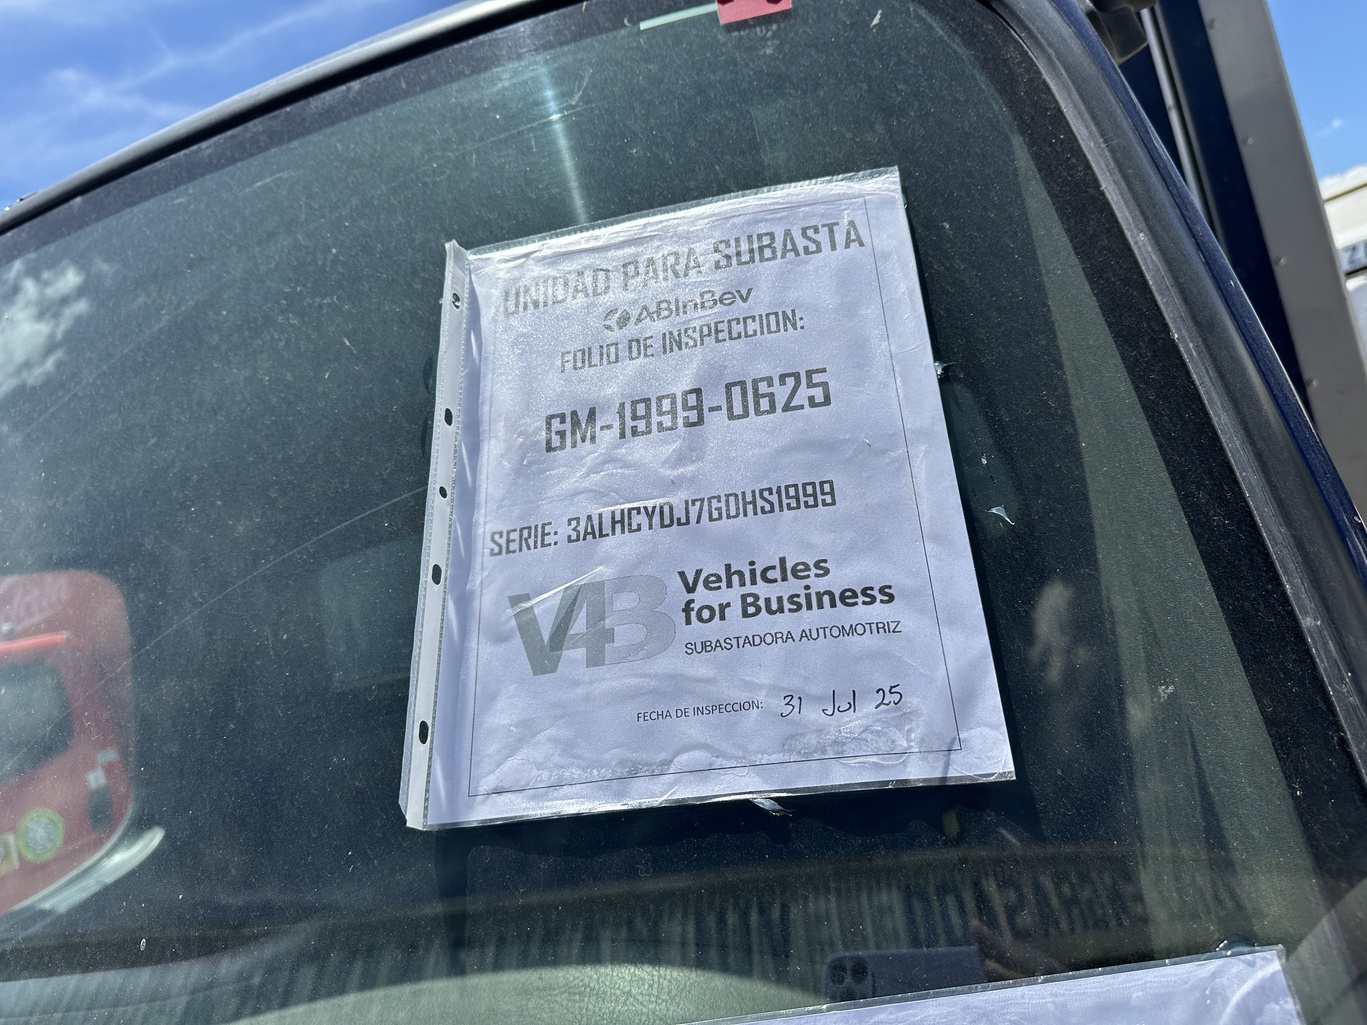 UNIDAD PARA SUBASTA
ABInBev
FOLIO DE INSPECCION:
GM-1999-0625
SERIE: 3ALHCYDJ7GDHS1999
V4B Vehicles
for Business
SUBASTADORA AUTOMOTRIZ
FECHA DE INSPECCION: 31 Jul 25